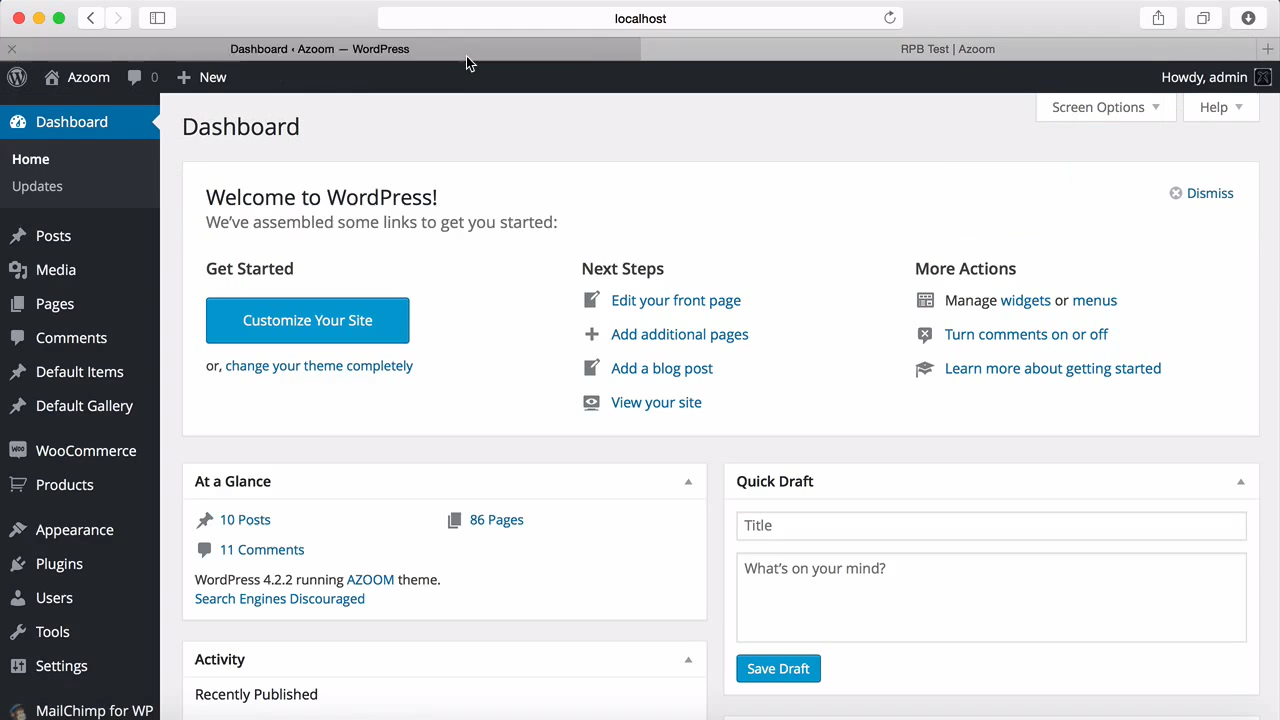 localhost
Dashboard ‹ Azoom — WordPress
RPB Test | Azoom
Azoom
0
New
Howdy, admin
Dashboard
Home
Updates
Posts
Media
Pages
Comments
Default Items
Default Gallery
WooCommerce
Products
Appearance
Plugins
Users
Tools
Settings
MailChimp for WP
Screen Options
Help
Dashboard
Welcome to WordPress!
We've assembled some links to get you started:
Dismiss
Get Started
Customize Your Site
or, change your theme completely
Next Steps
Edit your front page
Add additional pages
Add a blog post
View your site
More Actions
Manage widgets or menus
Turn comments on or off
Learn more about getting started
At a Glance
10 Posts
86 Pages
11 Comments
WordPress 4.2.2 running AZOOM theme.
Search Engines Discouraged
Activity
Recently Published
Quick Draft
Title
What's on your mind?
Save Draft